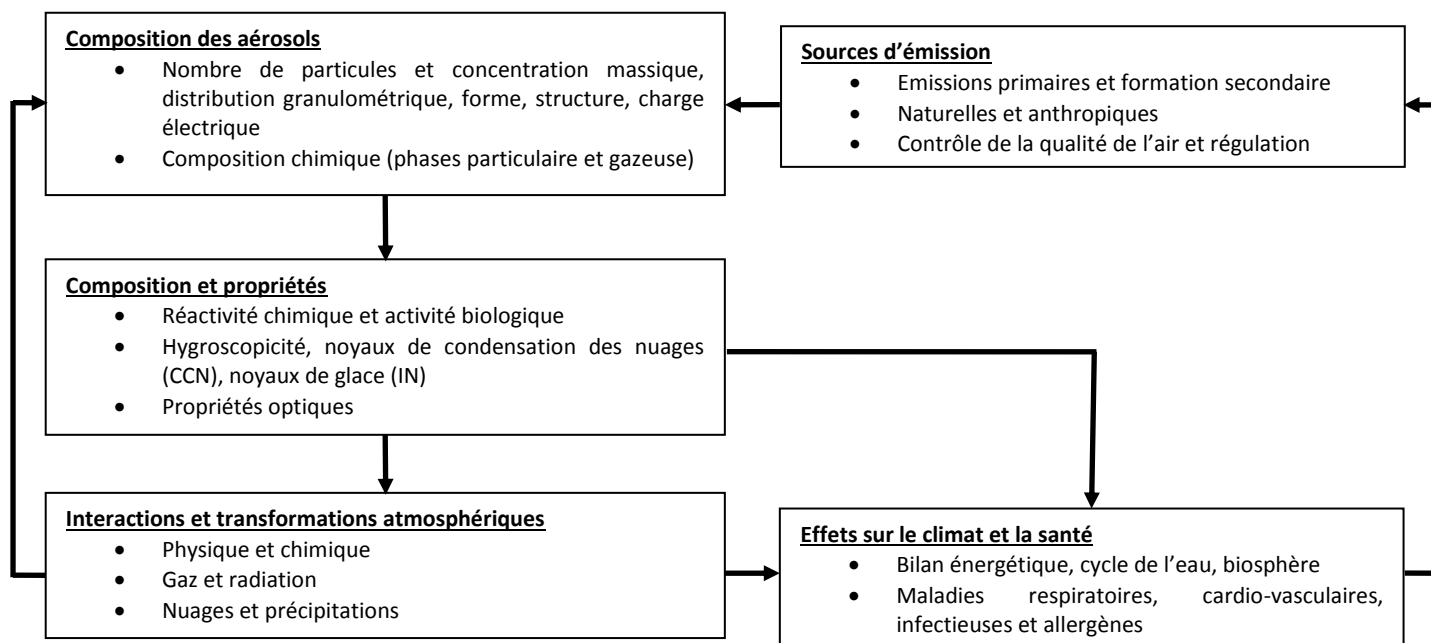 Composition des aérosols
• Nombre de particules et concentration massique,
distribution granulométrique, forme, structure, charge
électrique
• Composition chimique (phases particulaire et gazeuse)
Sources d’émission
• Emissions primaires et formation secondaire
• Naturelles et anthropiques
• Contrôle de la qualité de l’air et régulation
Composition et propriétés
• Réactivité chimique et activité biologique
• Hygroscopicité, noyaux de condensation des nuages
(CCN), noyaux de glace (IN)
• Propriétés optiques
Interactions et transformations atmosphériques
• Physique et chimique
• Gaz et radiation
• Nuages et précipitations
Effets sur le climat et la santé
• Bilan énergétique, cycle de l’eau, biosphère
• Maladies respiratoires, cardio-vasculaires,
infectieuses et allergènes